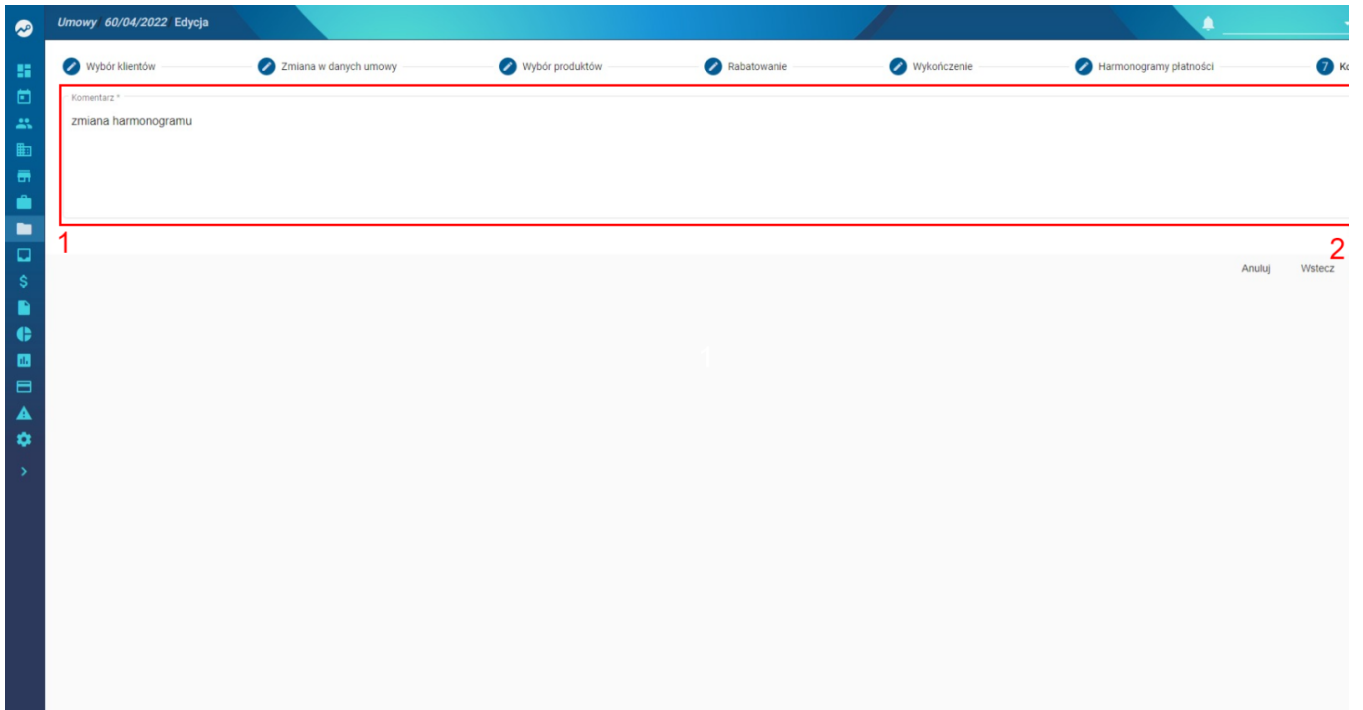 Umowy 60/04/2022 Edycja
Wybór klientów
Zmiana w danych umowy
Wybór produktów
Rabatowanie
Wykończenie
Harmonogramy płatności
7
Komentarz *
zmiana harmonogramu
1
2
Anuluj
Wstecz
1